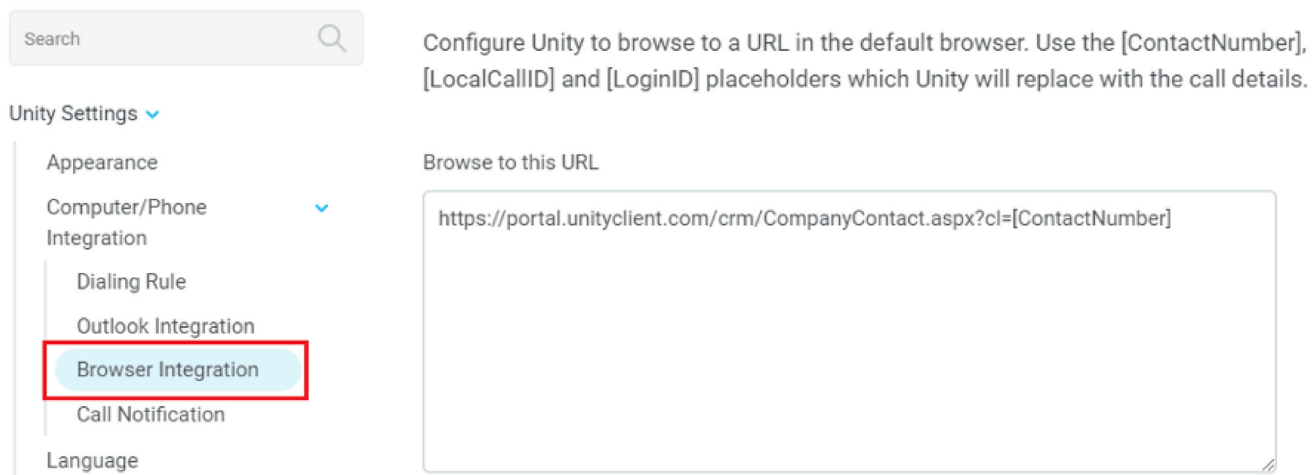 Search
Configure Unity to browse to a URL in the default browser. Use the [ContactNumber],
[LocalCallID] and [LoginID] placeholders which Unity will replace with the call details.
Unity Settings
Appearance
Computer/Phone
Integration
Dialing Rule
Outlook Integration
Browser Integration
Call Notification
Language
Browse to this URL
https://portal.unityclient.com/crm/CompanyContact.aspx?cl=[ContactNumber]